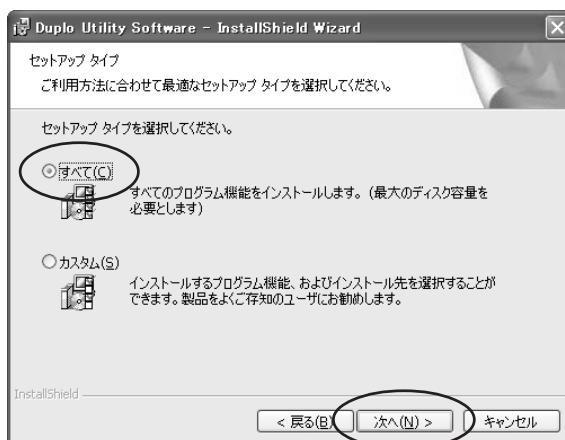 Duplo Utility Software - InstallShield Wizard
セットアップ タイプ
ご利用方法に合わせて最適なセットアップ タイプを選択してください。
セットアップ タイプを選択してください。
すべて(C)
すべてのプログラム機能をインストールします。(最大のディスク容量を
必要とします)
カスタム(S)
インストールするプログラム機能、およびインストール先を選択することが
できます。製品をよくご存知のユーザにお勧めします。
InstallShield
< 戻る(B) 次へ(N) > キャンセル